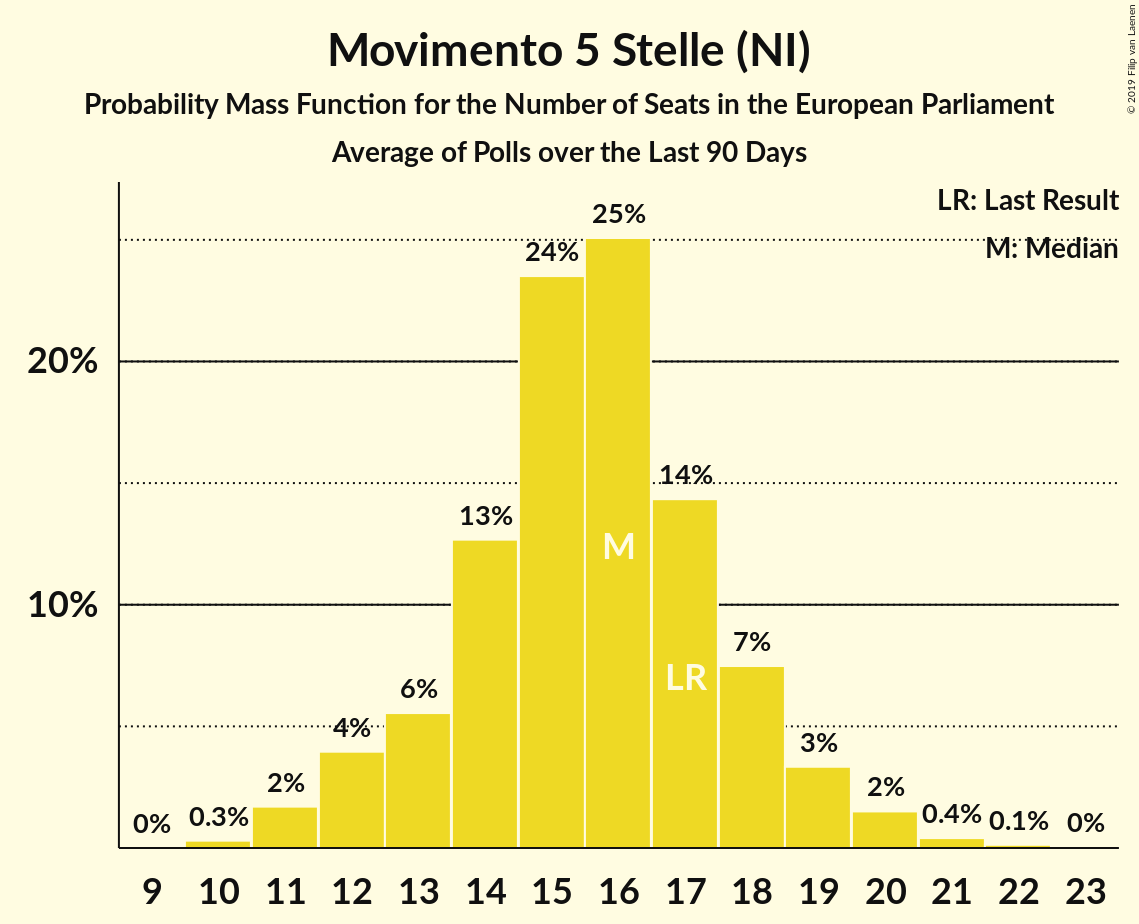 Movimento 5 Stelle (NI)
Probability Mass Function for the Number of Seats in the European Parliament
Average of Polls over the Last 90 Days
© 2019 Filip van Laenen
LR: Last Result
M: Median
20%
10%
0%
0.3%
2%
4%
6%
13%
24%
25%
14%
7%
3%
2%
0.4%
0.1%
0%
M
LR
9 10 11 12 13 14 15 16 17 18 19 20 21 22 23